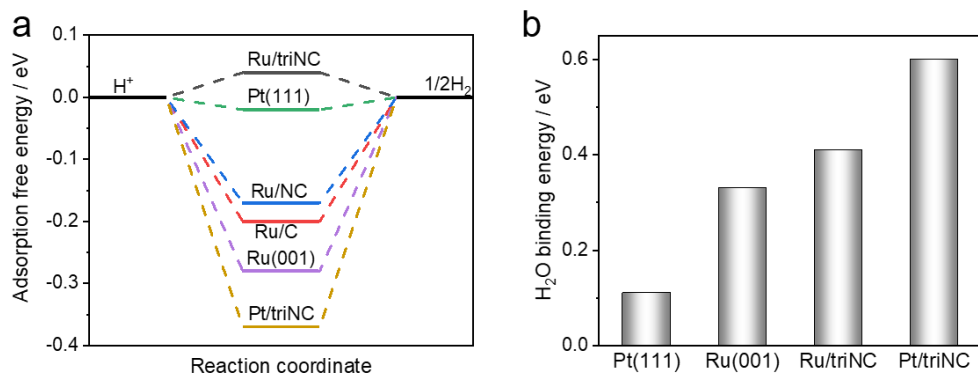 a
Adsorption free energy / eV
0.1
0.0
-0.1
-0.2
-0.3
-0.4
H⁺
Ru/triNC
Pt(111)
1/2H₂
Ru/NC
Ru/C
Ru(001)
Pt/triNC
Reaction coordinate
b
H₂O binding energy / eV
0.6
0.4
0.2
0.0
Pt(111) Ru(001) Ru/triNC Pt/triNC